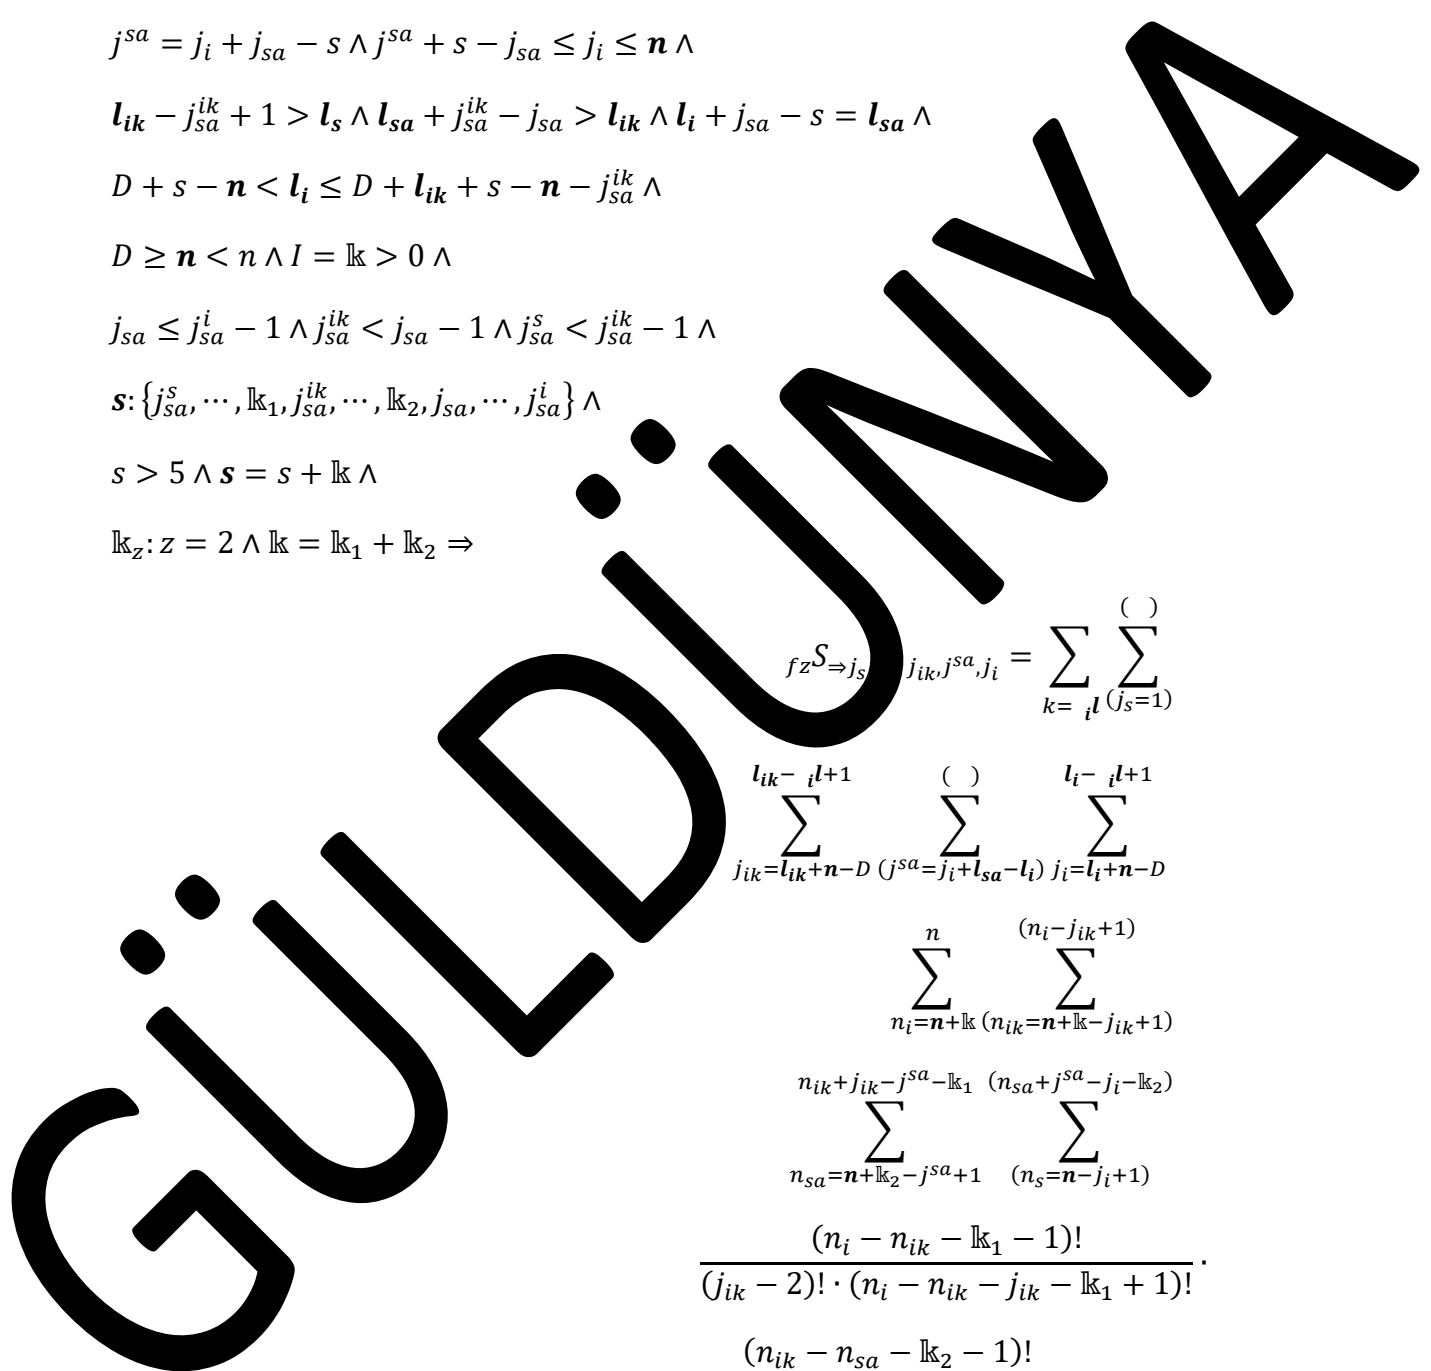 j^{sa} = j_i + j_{sa} − s ∧ j^{sa} + s − j_{sa} ≤ j_i ≤ n ∧
l_{ik} − j_{sa}^{ik} + 1 > l_s ∧ l_{sa} + j_{sa}^{ik} − j_{sa} > l_{ik} ∧ l_i + j_{sa} − s = l_{sa} ∧
D + s − n < l_i ≤ D + l_{ik} + s − n − j_{sa}^{ik} ∧
D ≥ n < n ∧ I = 𝕜 > 0 ∧
j_{sa} ≤ j_{sa}^{i} − 1 ∧ j_{sa}^{ik} < j_{sa} − 1 ∧ j_{sa}^{s} < j_{sa}^{ik} − 1 ∧
s: {j_{sa}^{s}, ⋯, 𝕜_1, j_{sa}^{ik}, ⋯, 𝕜_2, j_{sa}, ⋯, j_{sa}^{i}} ∧
s > 5 ∧ s = s + 𝕜 ∧
𝕜_z: z = 2 ∧ 𝕜 = 𝕜_1 + 𝕜_2 ⇒
_{fz}S_{⇒j_s j_{ik}, j^{sa}, j_i} = ∑_{k= _il} ∑_{(j_s=1)}^{( )}
∑_{j_{ik}=l_{ik}+n−D}^{l_{ik}− _il+1} ∑_{(j^{sa}=j_i+l_{sa}−l_i)}^{( )} ∑_{j_i=l_i+n−D}^{l_i− _il+1}
∑_{n_i=n+𝕜}^{n} ∑_{(n_{ik}=n+𝕜−j_{ik}+1)}^{(n_i−j_{ik}+1)}
∑_{n_{sa}=n+𝕜_2−j^{sa}+1}^{n_{ik}+j_{ik}−j^{sa}−𝕜_1} ∑_{(n_s=n−j_i+1)}^{(n_{sa}+j^{sa}−j_i−𝕜_2)}
(n_i − n_{ik} − 𝕜_1 − 1)!
(j_{ik} − 2)! · (n_i − n_{ik} − j_{ik} − 𝕜_1 + 1)! ·
(n_{ik} − n_{sa} − 𝕜_2 − 1)!
GÜLDÜNYA